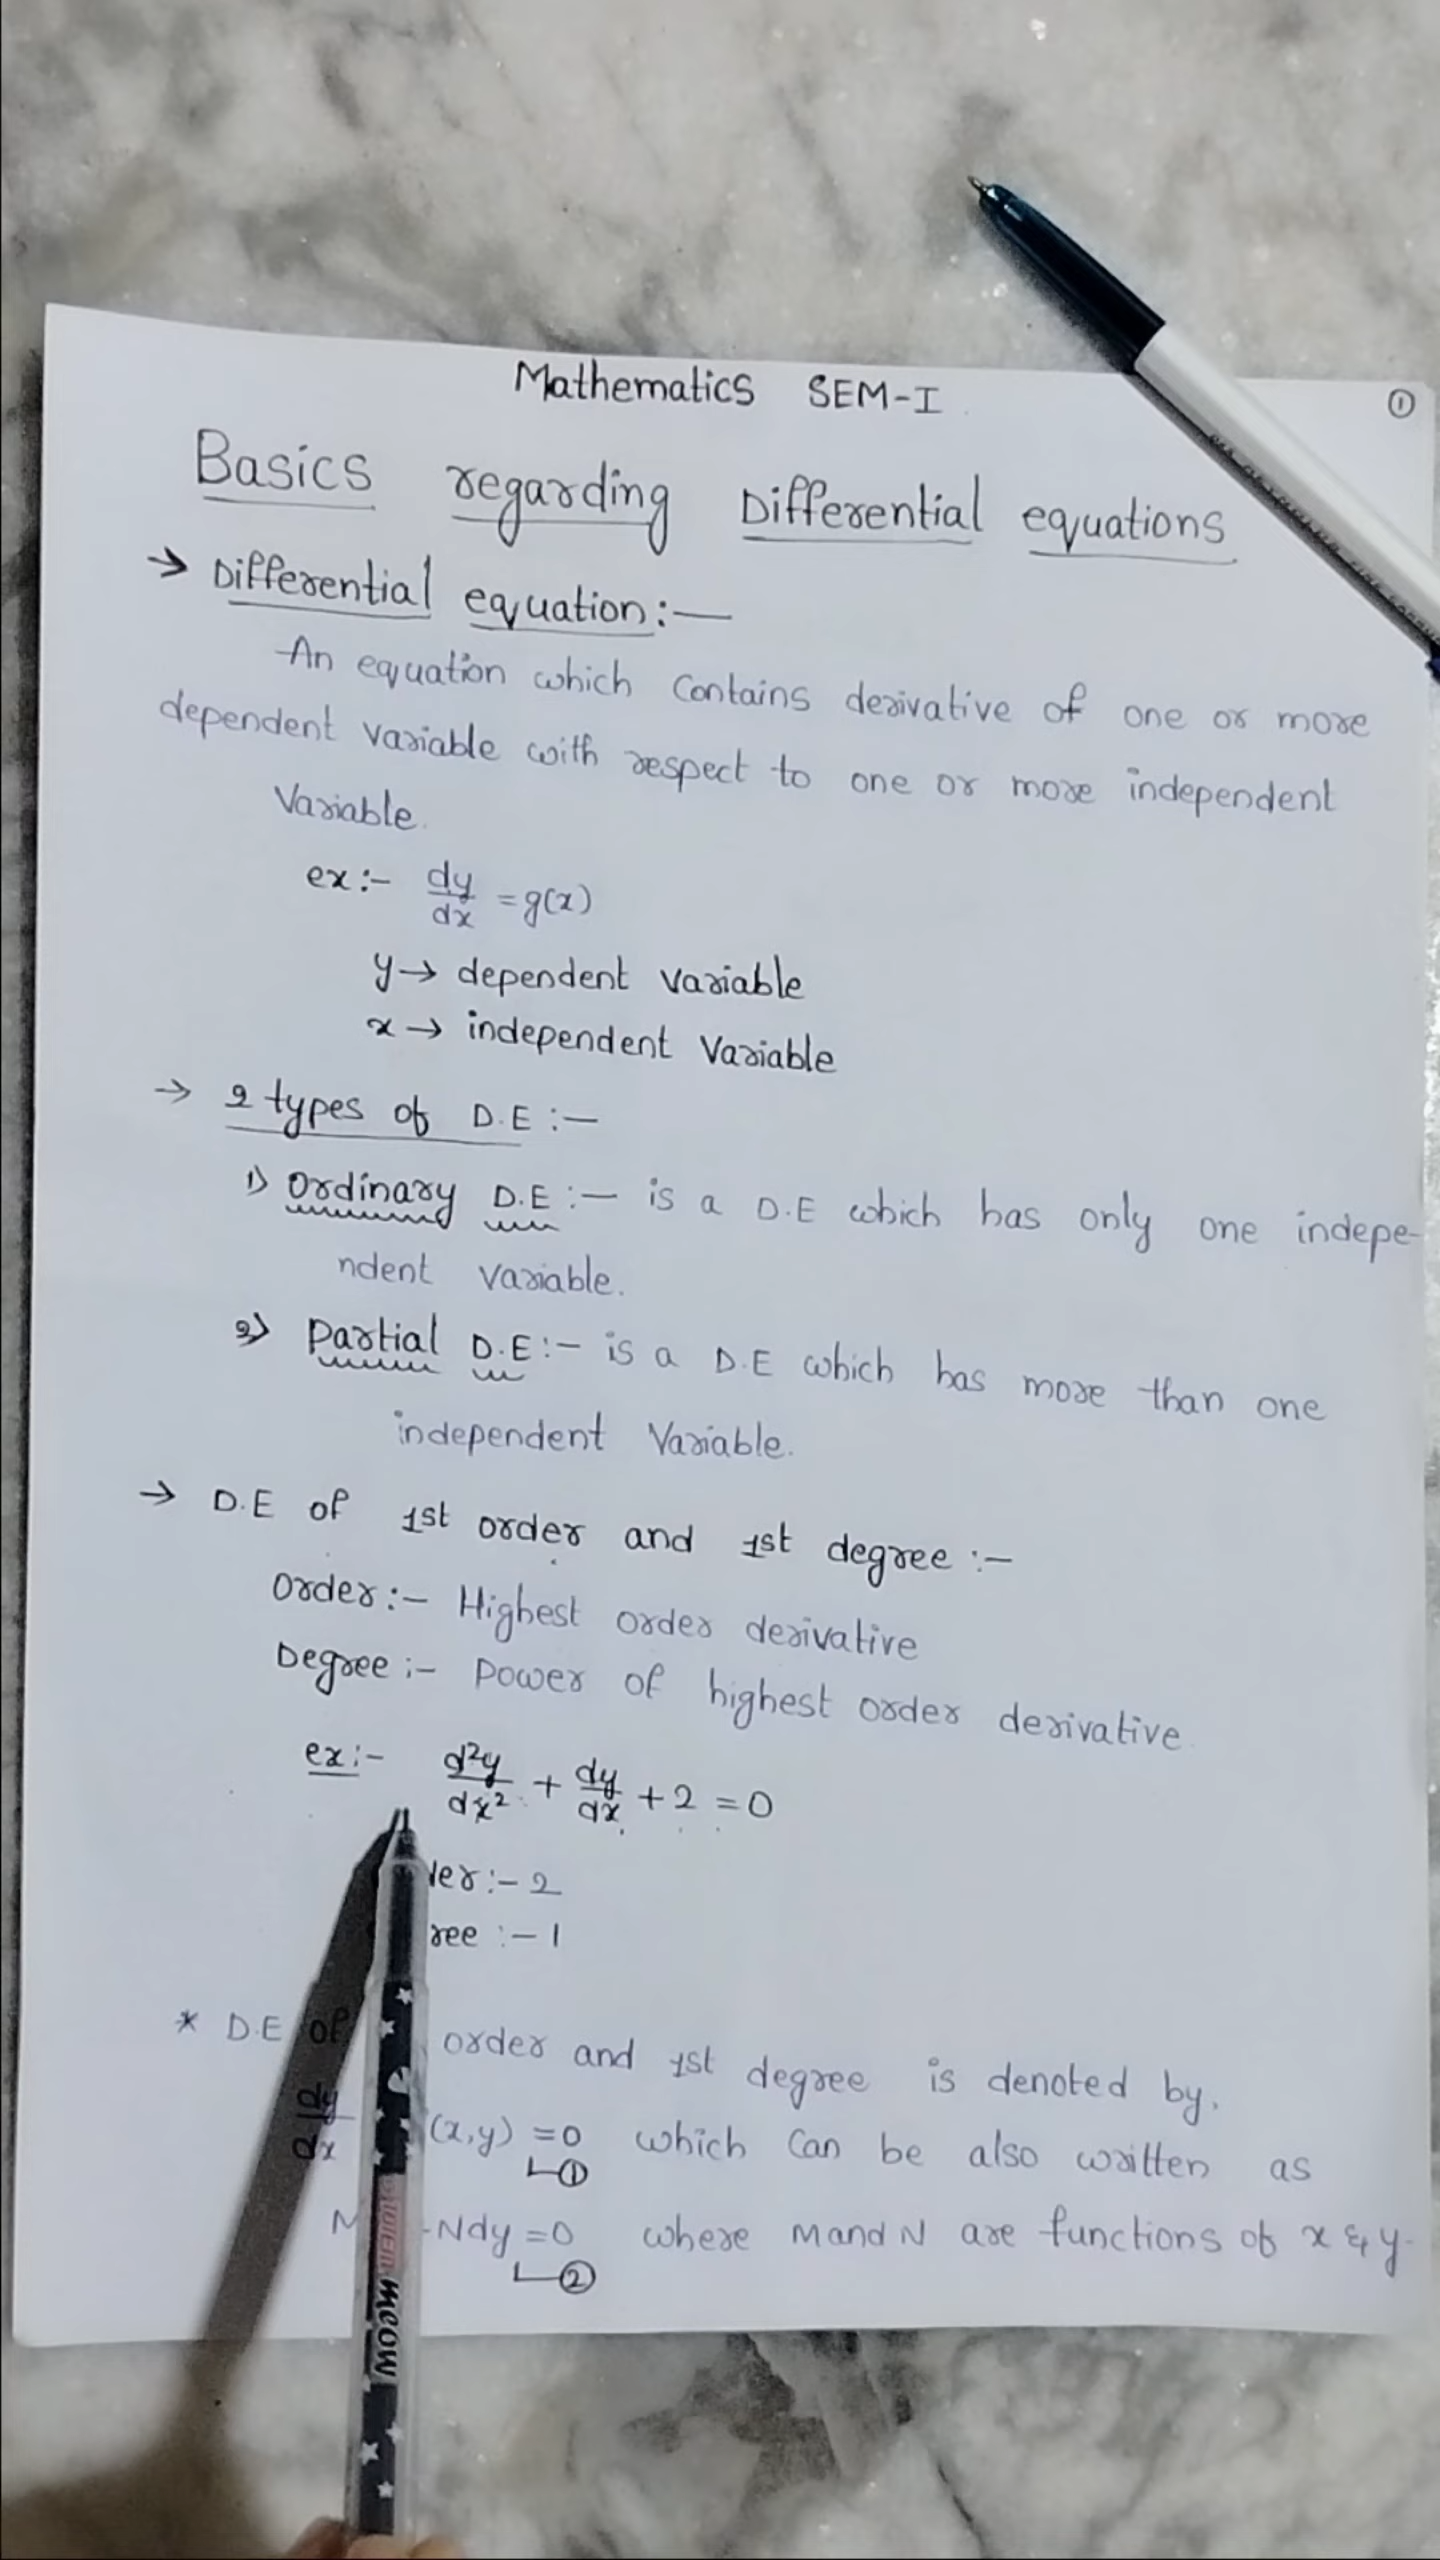 Mathematics SEM-I
①
Basics regarding Differential equations
→ Differential equation:—
An equation which contains derivative of one or more
dependent variable with respect to one or more independent
Variable.
ex:- dy/dx = g(x)
y → dependent variable
x → independent Variable
→ 2 types of D.E :—
1) Ordinary D.E :— is a D.E which has only one indepe-
ndent variable.
2) Partial D.E :— is a D.E which has more than one
independent Variable.
→ D.E of 1st order and 1st degree :—
Order :— Highest order derivative
Degree :— Power of highest order derivative
ex:- d²y/dx² + dy/dx + 2 = 0
der :- 2
ree :- 1
* D.E of order and 1st degree is denoted by.
dy/dx (x,y) = 0 which can be also written as
①
M -Ndy = 0 where M and N are functions of x & y.
②
meow